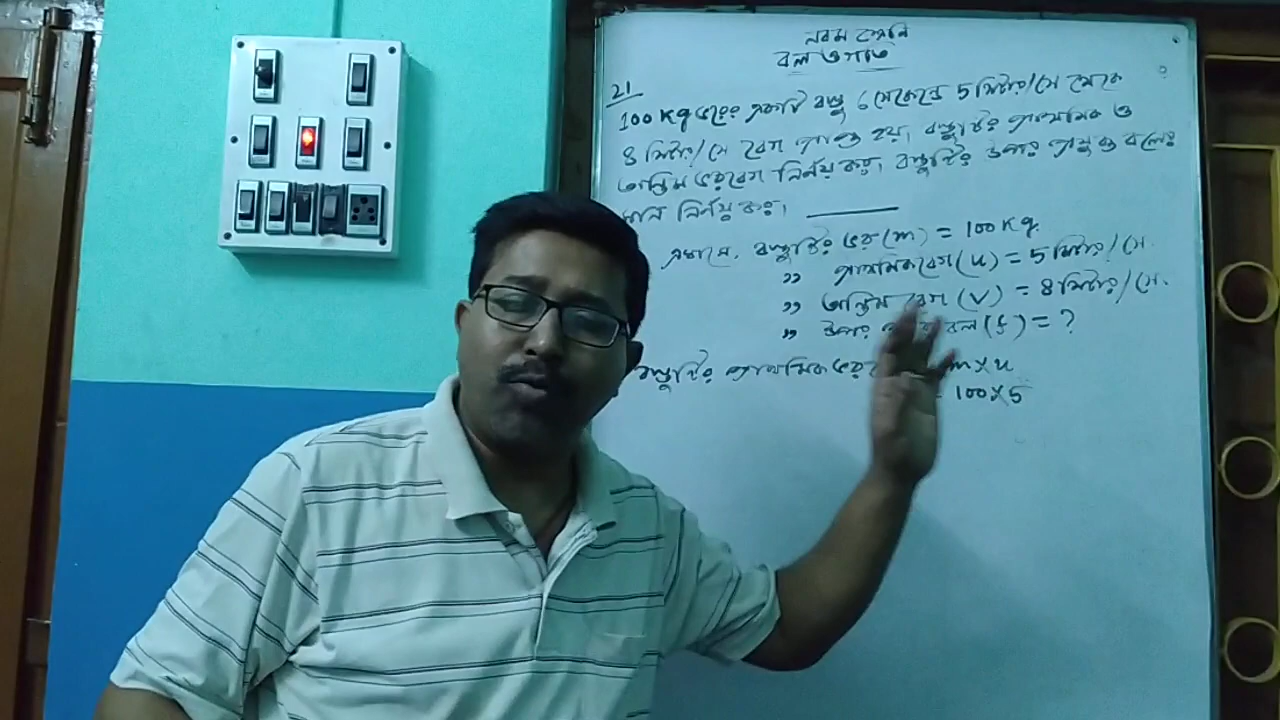 নবম শ্রেণি
বল ও গতি
21
100 kg ভরের একটি বস্তু 6 সেকেন্ডে 5 মিটার/সে থেকে
8 মিটার/সে বেগ প্রাপ্ত হয়। বস্তুটির প্রাথমিক ও
অন্তিম ভরবেগ নির্ণয় কর। বস্তুটির উপর প্রযুক্ত বলের
মান নির্ণয় কর।
এখানে, বস্তুটির ভর (m) = 100 kg.
,, প্রাথমিক বেগ (u) = 5 মিটার/সে.
,, অন্তিম বেগ (v) = 8 মিটার/সে.
,, উপর বল (f) = ?
বস্তুটির প্রাথমিক ভর m x u
100 x 5